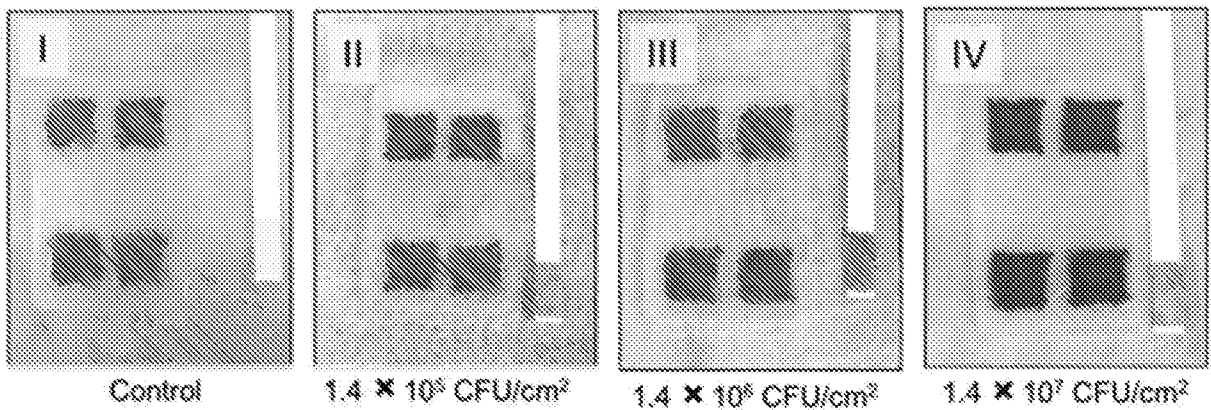 I
II
III
IV
Control
1.4 × 10⁵ CFU/cm²
1.4 × 10⁶ CFU/cm²
1.4 × 10⁷ CFU/cm²